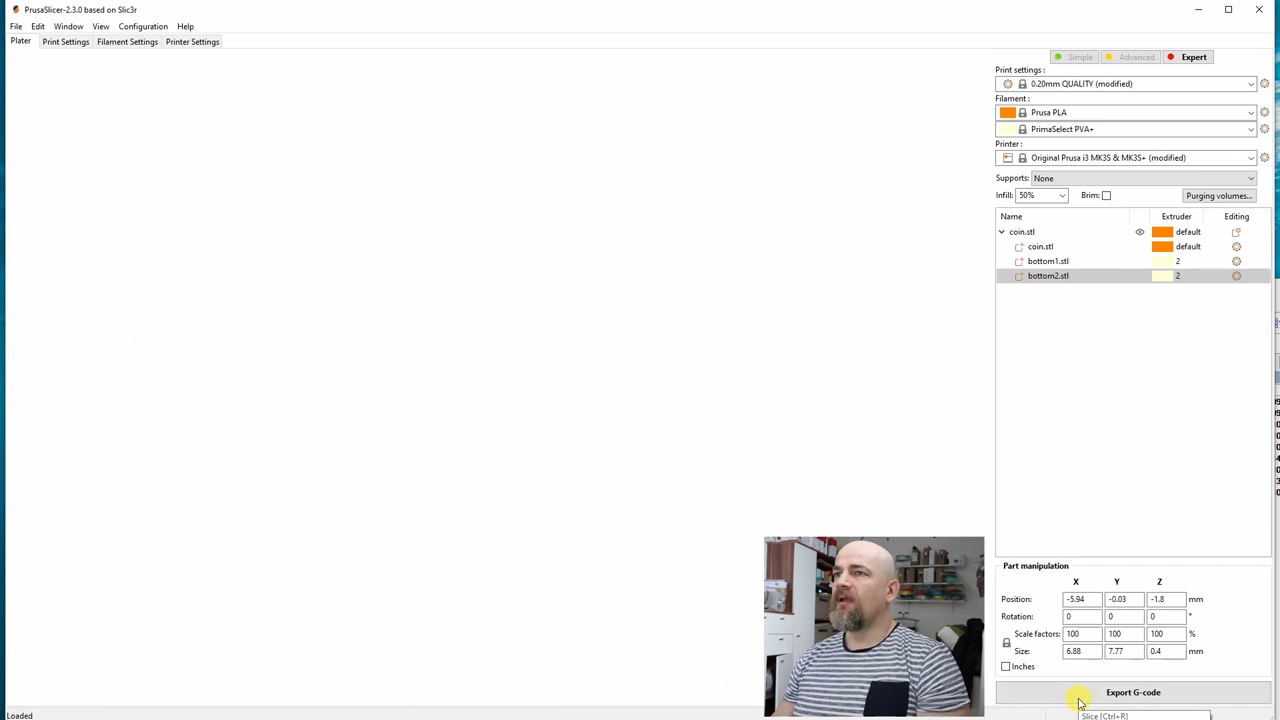 PrusaSlicer-2.3.0 based on Slic3r
File Edit Window View Configuration Help
Plater Print Settings Filament Settings Printer Settings
Simple Advanced Expert
Print settings :
0.20mm QUALITY (modified)
Filament :
Prusa PLA
PrimaSelect PVA+
Printer :
Original Prusa i3 MK3S & MK3S+ (modified)
Supports: None
Infill: 50% Brim: Purging volumes...
Name Extruder Editing
coin.stl default
coin.stl default
bottom1.stl 2
bottom2.stl 2
Part manipulation
X Y Z
Position: -5.94 -0.03 -1.8 mm
Rotation: 0 0 0 °
Scale factors: 100 100 100 %
Size: 6.88 7.77 0.4 mm
Inches
Export G-code
Loaded
Slice [Ctrl+R]